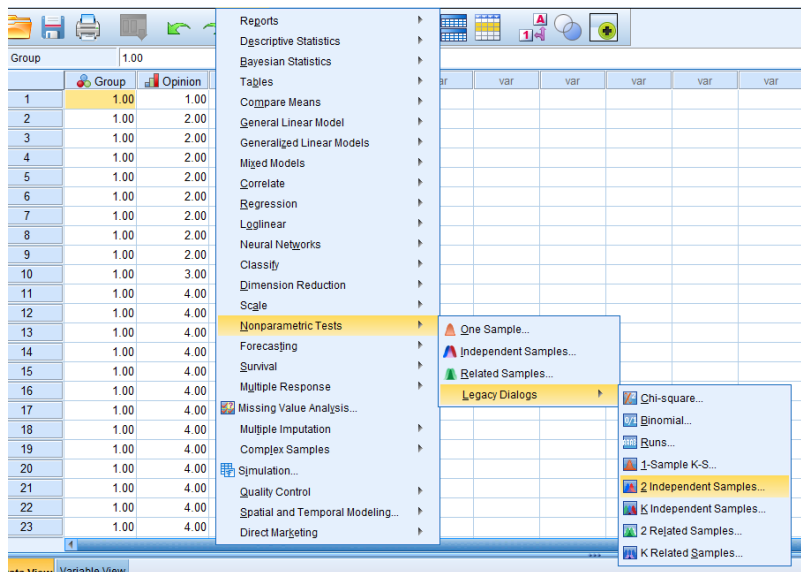 Group 1.00
Group Opinion ar var var var var var
1 1.00 1.00
2 1.00 2.00
3 1.00 2.00
4 1.00 2.00
5 1.00 2.00
6 1.00 2.00
7 1.00 2.00
8 1.00 2.00
9 1.00 2.00
10 1.00 3.00
11 1.00 4.00
12 1.00 4.00
13 1.00 4.00
14 1.00 4.00
15 1.00 4.00
16 1.00 4.00
17 1.00 4.00
18 1.00 4.00
19 1.00 4.00
20 1.00 4.00
21 1.00 4.00
22 1.00 4.00
23 1.00 4.00
Reports
Descriptive Statistics
Bayesian Statistics
Tables
Compare Means
General Linear Model
Generalized Linear Models
Mixed Models
Correlate
Regression
Loglinear
Neural Networks
Classify
Dimension Reduction
Scale
Nonparametric Tests
Forecasting
Survival
Multiple Response
Missing Value Analysis...
Multiple Imputation
Complex Samples
Simulation...
Quality Control
Spatial and Temporal Modeling...
Direct Marketing
One Sample...
Independent Samples...
Related Samples...
Legacy Dialogs
Chi-square...
Binomial...
Runs...
1-Sample K-S...
2 Independent Samples...
K Independent Samples...
2 Related Samples...
K Related Samples...
View Variable View